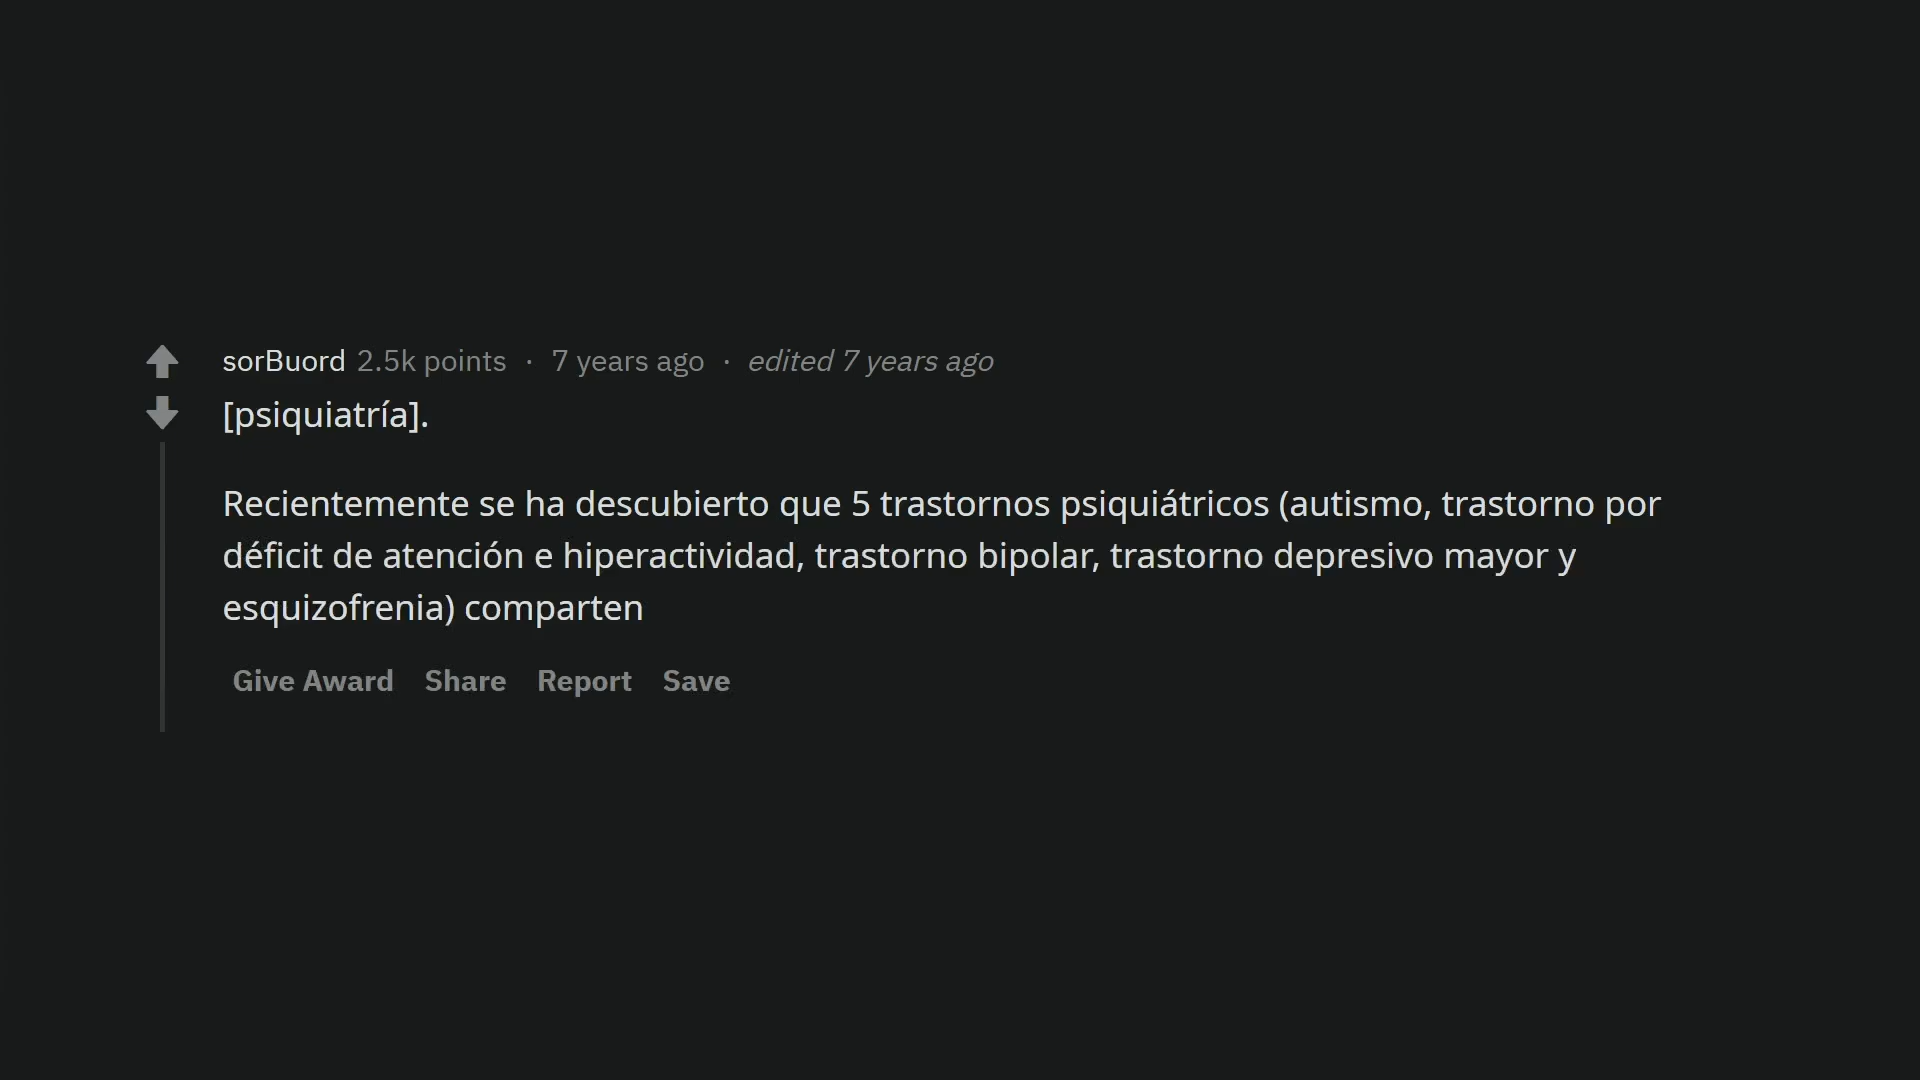 sorBuord 2.5k points · 7 years ago · edited 7 years ago
[psiquiatría].
Recientemente se ha descubierto que 5 trastornos psiquiátricos (autismo, trastorno por
déficit de atención e hiperactividad, trastorno bipolar, trastorno depresivo mayor y
esquizofrenia) comparten
Give Award Share Report Save